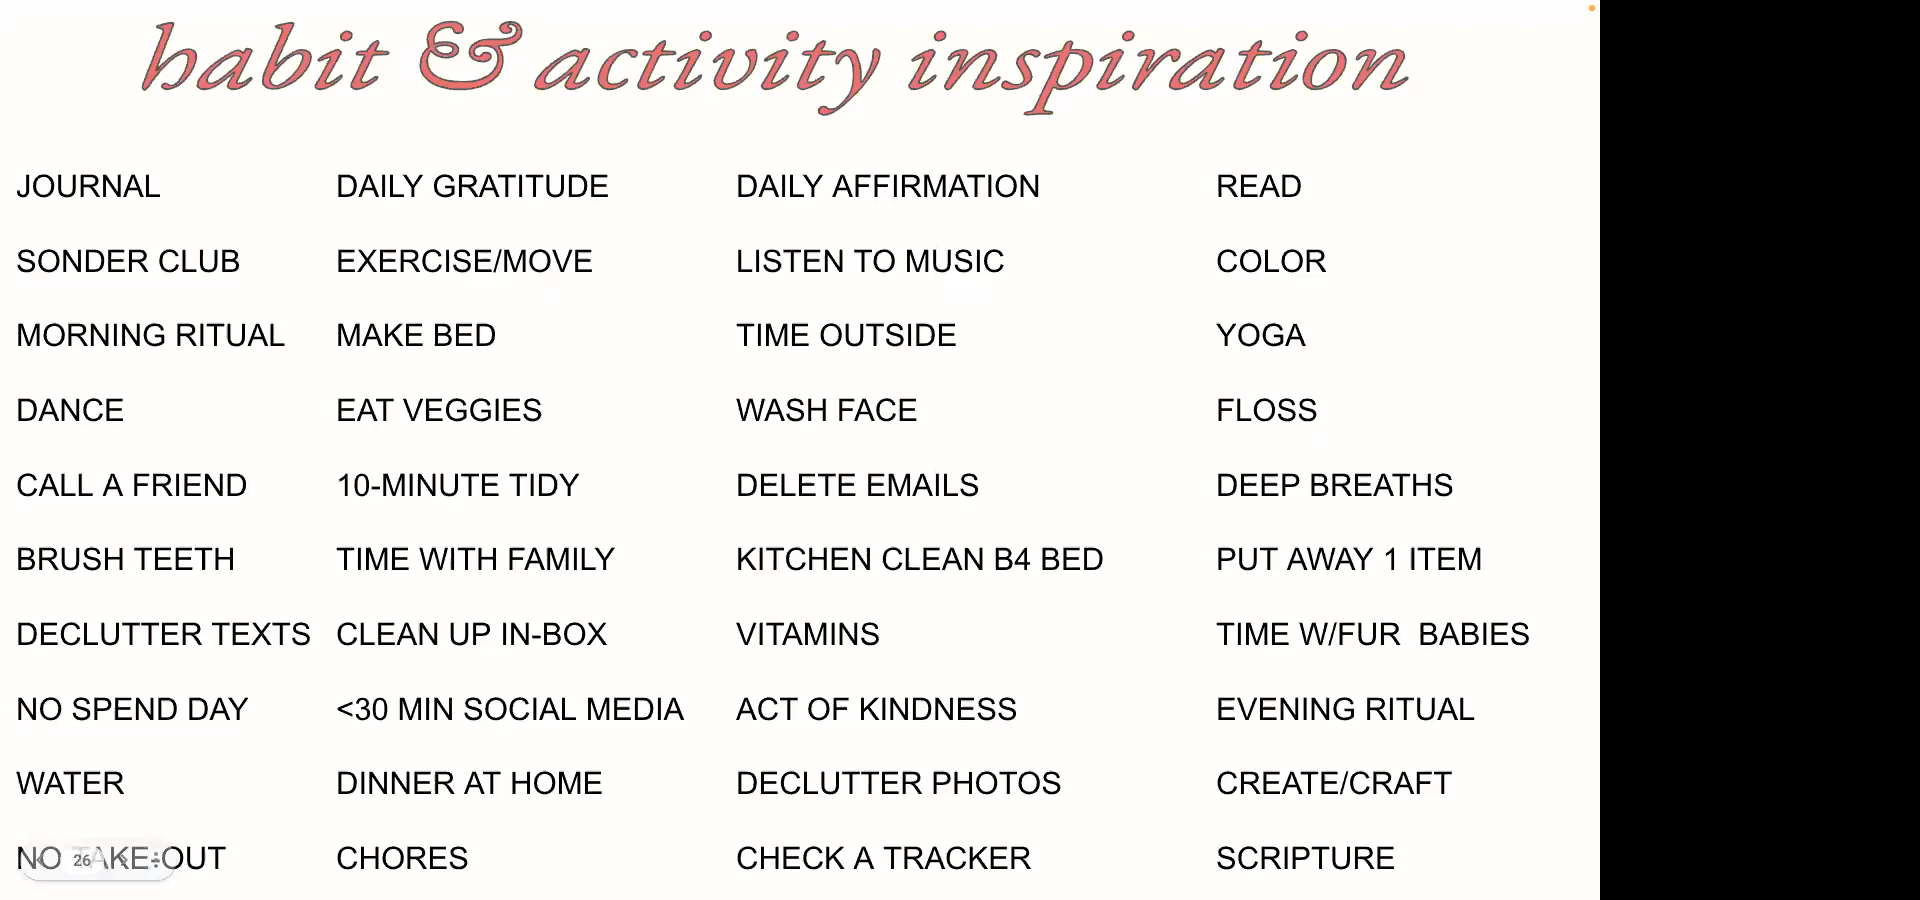 habit & activity inspiration
JOURNAL DAILY GRATITUDE DAILY AFFIRMATION READ
SONDER CLUB EXERCISE/MOVE LISTEN TO MUSIC COLOR
MORNING RITUAL MAKE BED TIME OUTSIDE YOGA
DANCE EAT VEGGIES WASH FACE FLOSS
CALL A FRIEND 10-MINUTE TIDY DELETE EMAILS DEEP BREATHS
BRUSH TEETH TIME WITH FAMILY KITCHEN CLEAN B4 BED PUT AWAY 1 ITEM
DECLUTTER TEXTS CLEAN UP IN-BOX VITAMINS TIME W/FUR BABIES
NO SPEND DAY <30 MIN SOCIAL MEDIA ACT OF KINDNESS EVENING RITUAL
WATER DINNER AT HOME DECLUTTER PHOTOS CREATE/CRAFT
NO TAKE-OUT CHORES CHECK A TRACKER SCRIPTURE
26